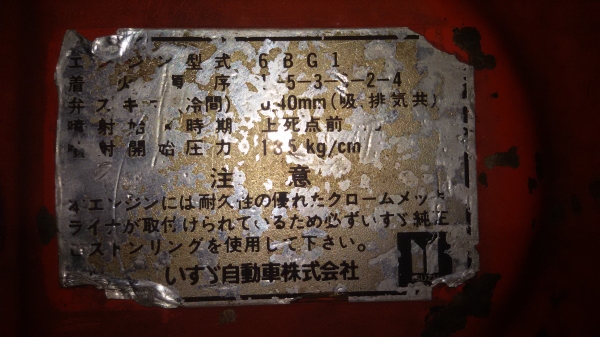 エンジン型式 6BG1
着火順序 1-5-3-6-2-4
弁スキマ(冷間) 0.40mm(吸排気共)
噴射始め時期 上死点前
噴射開始圧力 135kg/cm
注意
本エンジンには耐久性の優れたクロームメッキ
ライナが取付けられているため必ずいすゞ純正
ピストンリングを使用して下さい。
いすゞ自動車株式会社